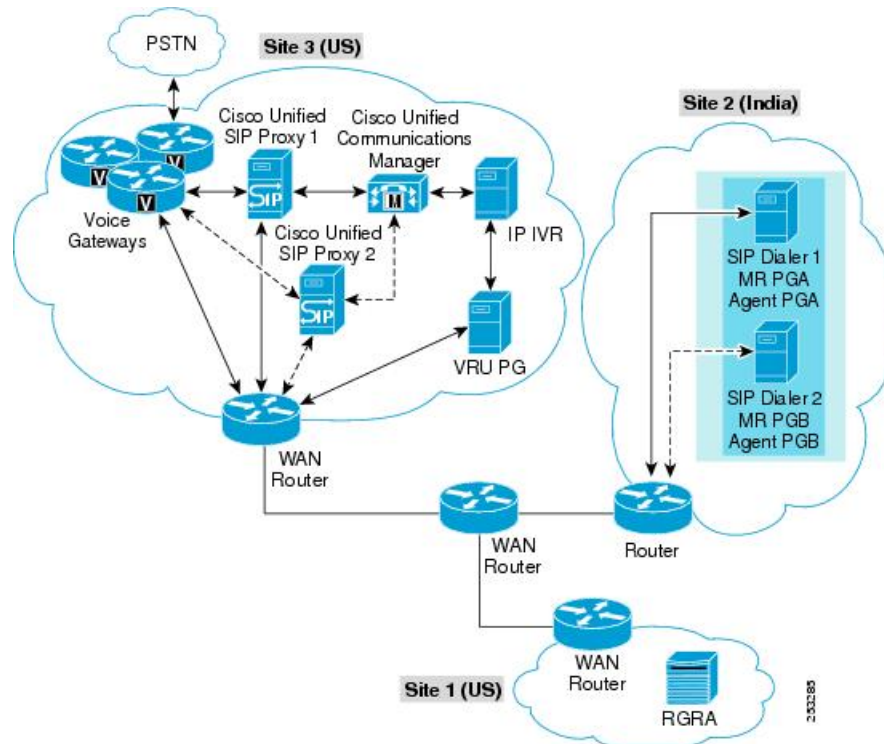 PSTN
Site 3 (US)
Cisco Unified
SIP Proxy 1
Cisco Unified
Communications
Manager
V
V
V
SIP
M
Voice
Gateways
IP IVR
Cisco Unified
SIP Proxy 2
SIP
VRU PG
WAN
Router
Site 2 (India)
SIP Dialer 1
MR PGA
Agent PGA
SIP Dialer 2
MR PGB
Agent PGB
WAN
Router
Router
Site 1 (US)
WAN
Router
RGRA
253285